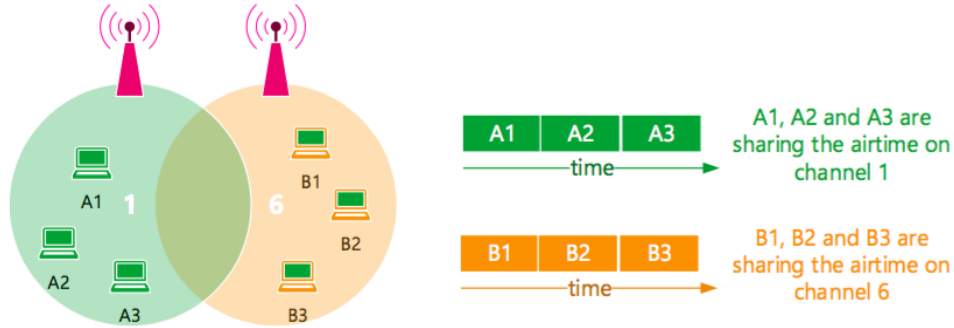 A1
1
A2
A3
B1
6
B2
B3
A1 A2 A3
time
A1, A2 and A3 are
sharing the airtime on
channel 1
B1 B2 B3
time
B1, B2 and B3 are
sharing the airtime on
channel 6